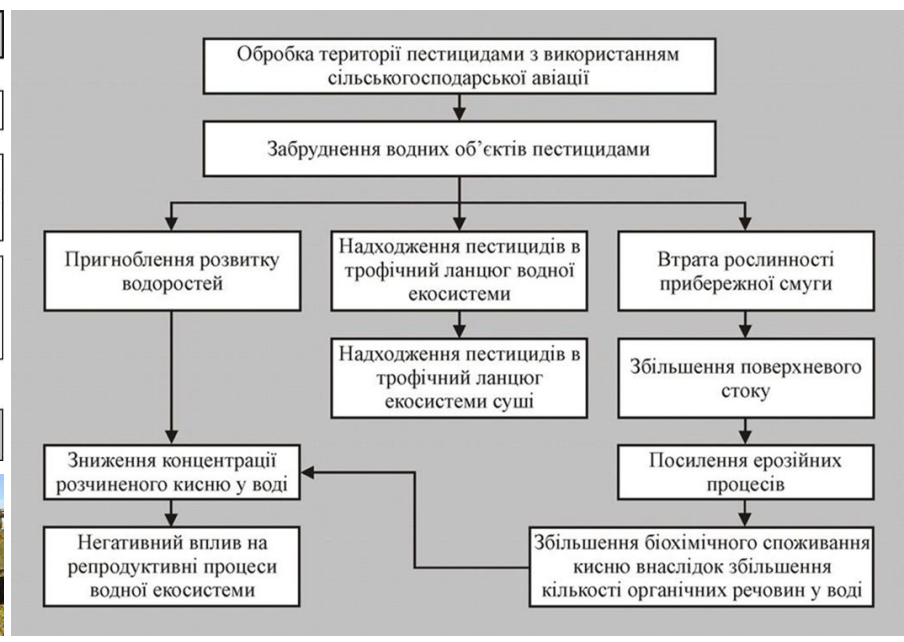 Обробка території пестицидами з використанням
сільськогосподарської авіації
Забруднення водних об’єктів пестицидами
Пригноблення розвитку
водоростей
Надходження пестицидів в
трофічний ланцюг водної
екосистеми
Втрата рослинності
прибережної смуги
Надходження пестицидів в
трофічний ланцюг
екосистеми суші
Збільшення поверхневого
стоку
Зниження концентрації
розчиненого кисню у воді
Посилення ерозійних
процесів
Негативний вплив на
репродуктивні процеси
водної екосистеми
Збільшення біохімічного споживання
кисню внаслідок збільшення
кількості органічних речовин у воді